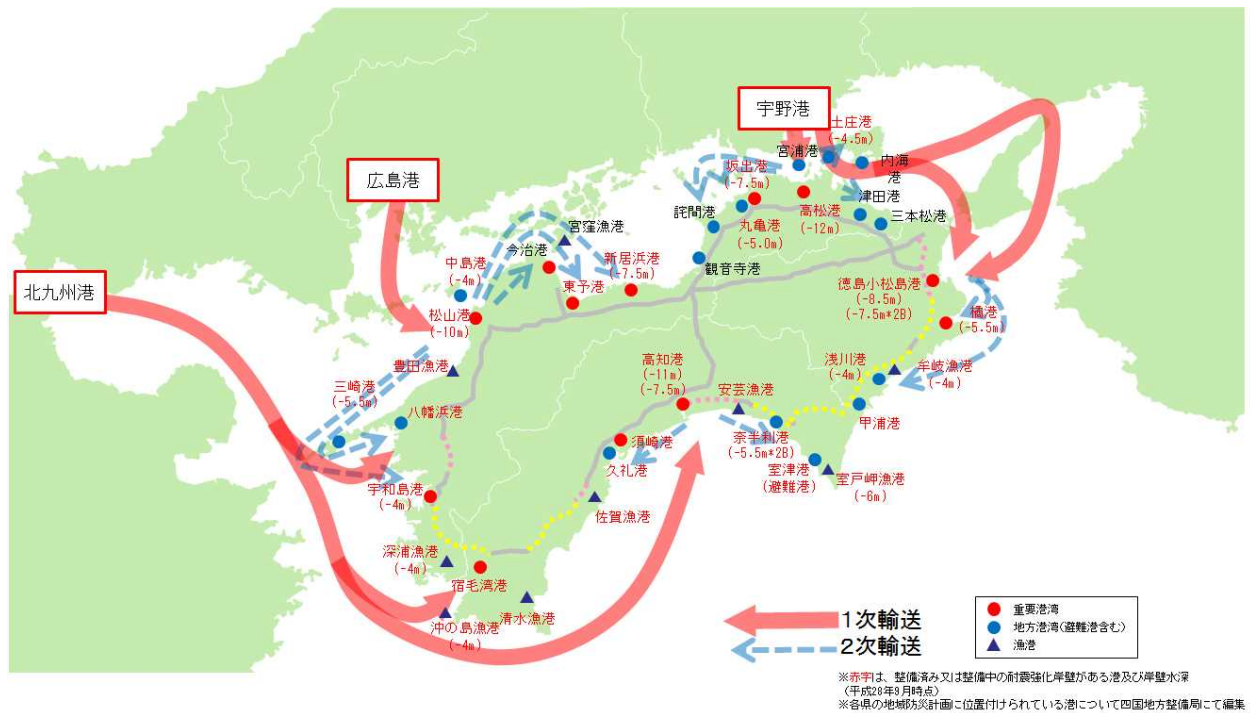 宇野港
土庄港
(-4.5m)
宮浦港
内海
港
坂出港
(-7.5m)
広島港
詫間港
高松港
(-12m)
津田港
三本松港
丸亀港
(-5.0m)
宮窪漁港
今治港
新居浜港
(-7.5m)
観音寺港
中島港
(-4m)
東予港
北九州港
徳島小松島港
(-8.5m)
(-7.5m*2B)
松山港
(-10m)
橘港
(-5.5m)
豊田漁港
高知港
(-11m)
(-7.5m)
浅川港
(-4m)
牟岐漁港
(-4m)
三崎港
(-5.5m)
安芸漁港
八幡浜港
甲浦港
須崎港
奈半利港
(-5.5m*2B)
久礼港
室津港
(避難港)
室戸岬漁港
(-6m)
宇和島港
(-4m)
佐賀漁港
深浦漁港
(-4m)
宿毛湾港
清水漁港
沖の島漁港
(-4m)
1次輸送
2次輸送
重要港湾
地方港湾(避難港含む)
漁港
※赤字は、整備済み又は整備中の耐震強化岸壁がある港及び岸壁水深
(平成28年9月時点)
※各県の地域防災計画に位置付けられている港について四国地方整備局にて編集